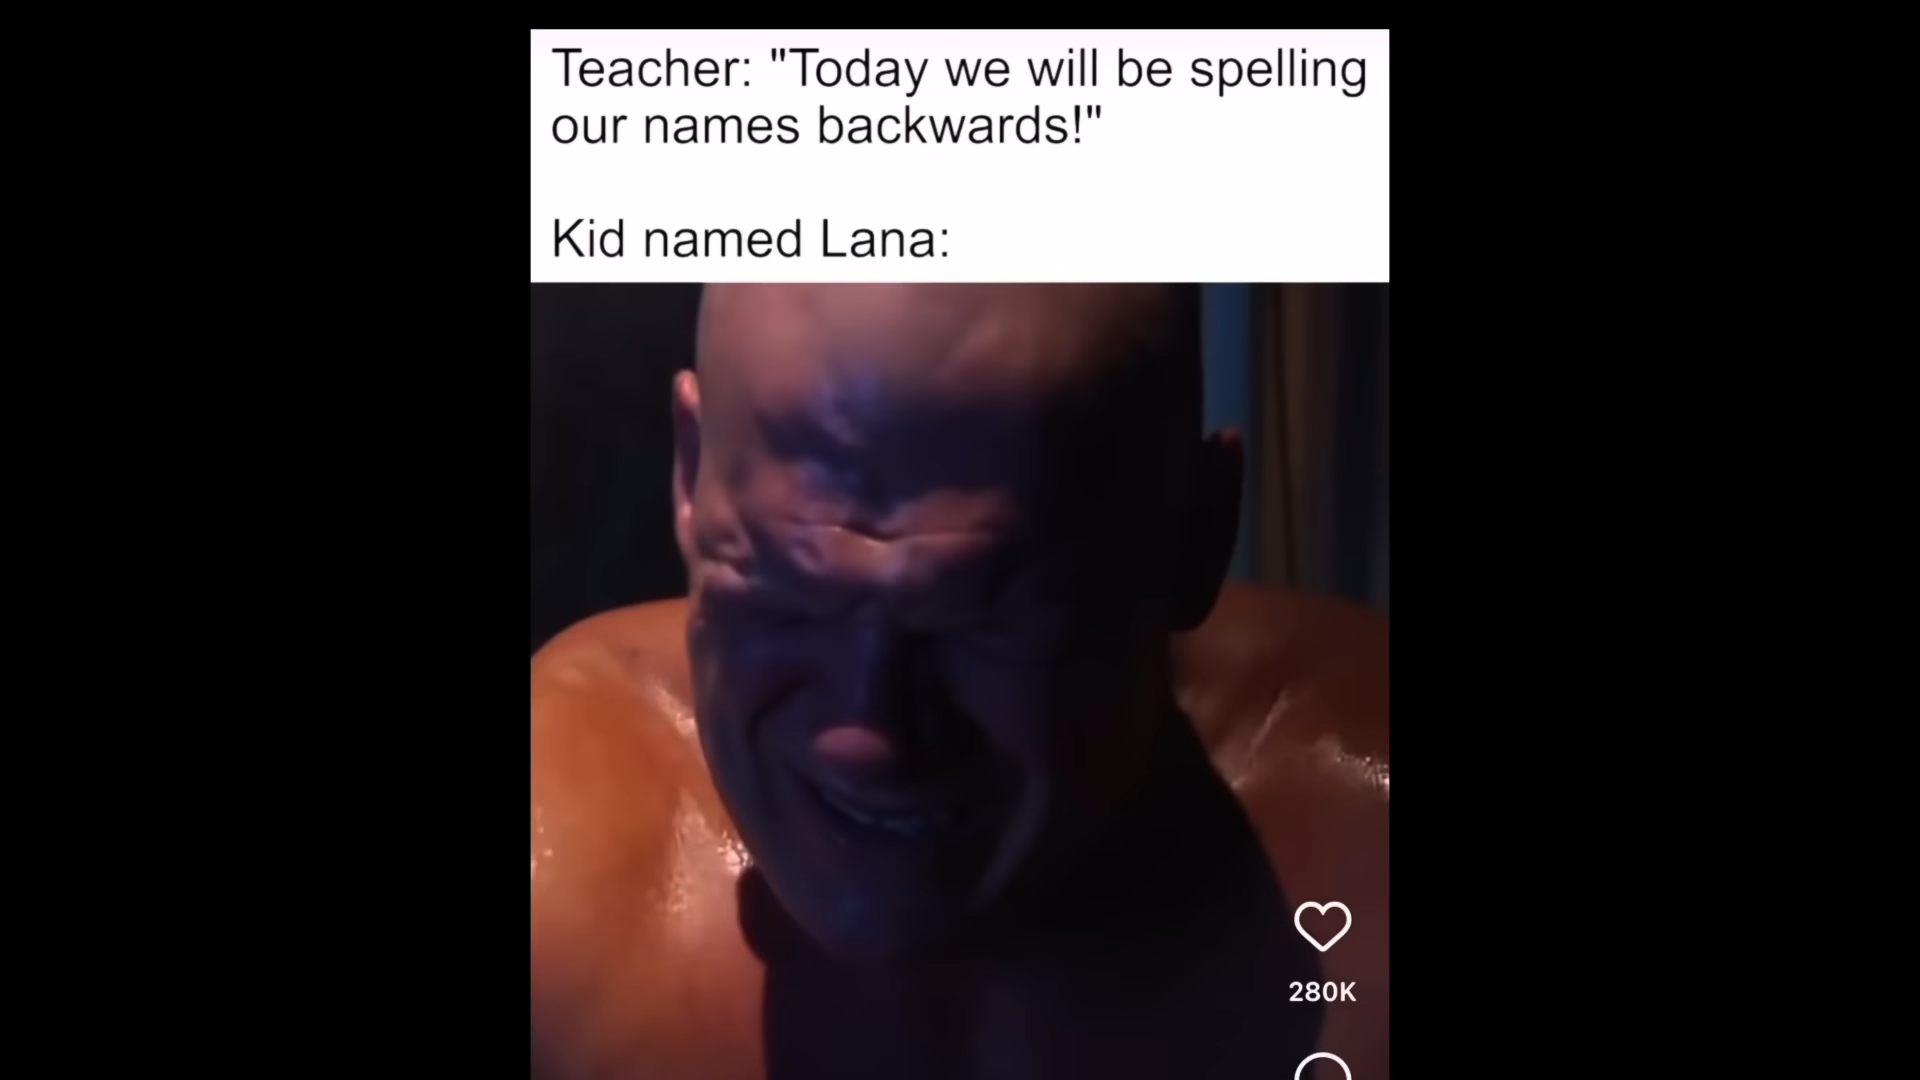 Teacher: "Today we will be spelling
our names backwards!"
Kid named Lana:
280K